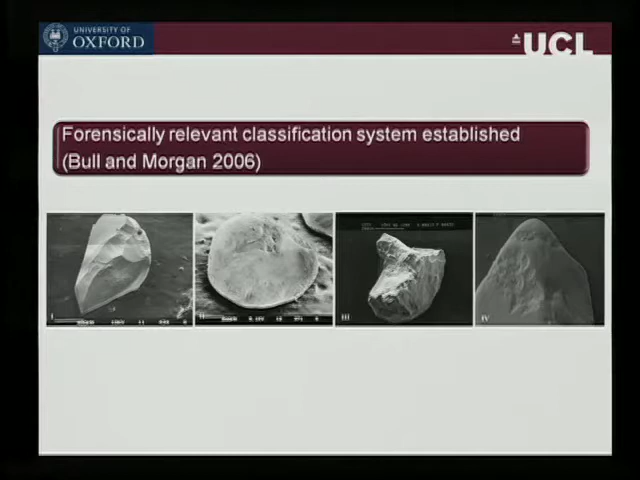 UNIVERSITY OF
OXFORD
UCL
Forensically relevant classification system established
(Bull and Morgan 2006)
I
II
III
IV